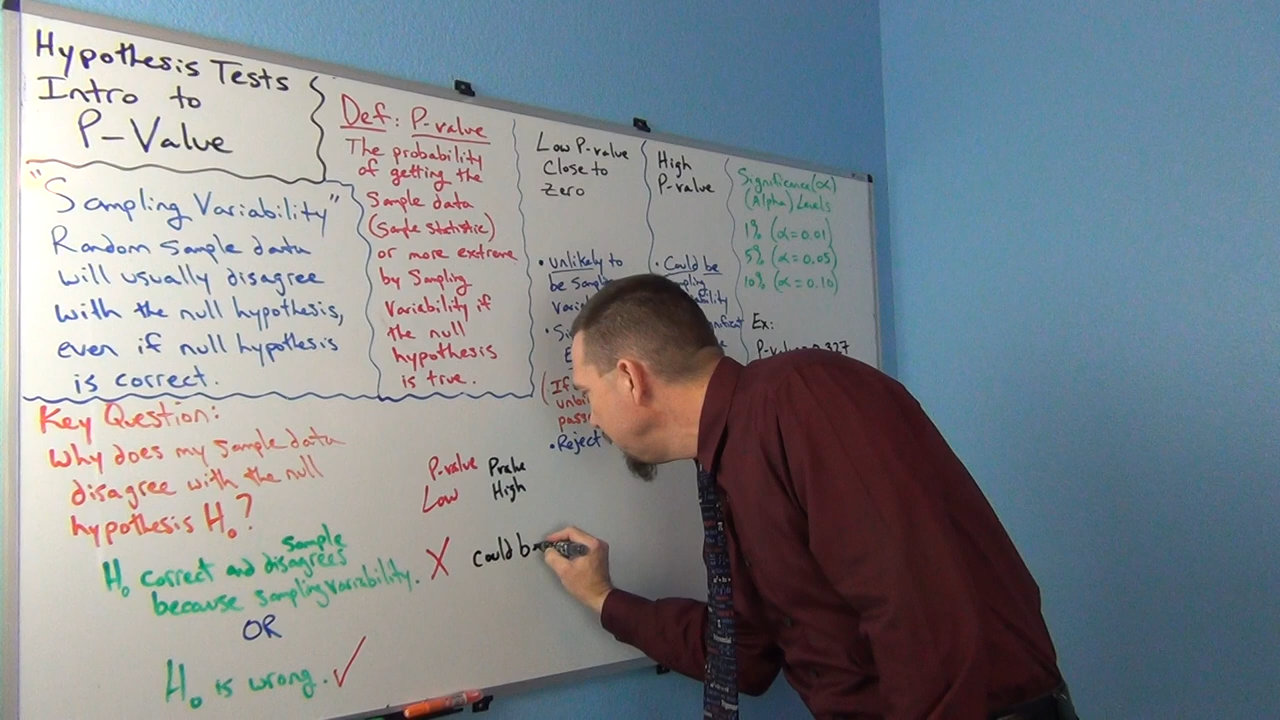 Hypothesis Tests
Intro to
P-Value
"Sampling Variability"
Random sample data
will usually disagree
with the null hypothesis,
even if null hypothesis
is correct.
Def: P-value
The probability
of getting the
Sample data
(Sample statistic)
or more extreme
by Sampling
Variability if
the null
hypothesis
is true.
Low P-value
Close to
Zero
• unlikely to
be
• Reject
High
P-value
• Could be
Significance (α)
(Alpha) Levels
1% (α=0.01)
5% (α=0.05)
10% (α=0.10)
Ex:
Key Question:
Why does my sample data
disagree with the null
hypothesis H₀?
H₀ correct and sample disagrees
because sampling variability. X
OR
H₀ is wrong. ✓
P-value
Low
Pvalue
High
could b